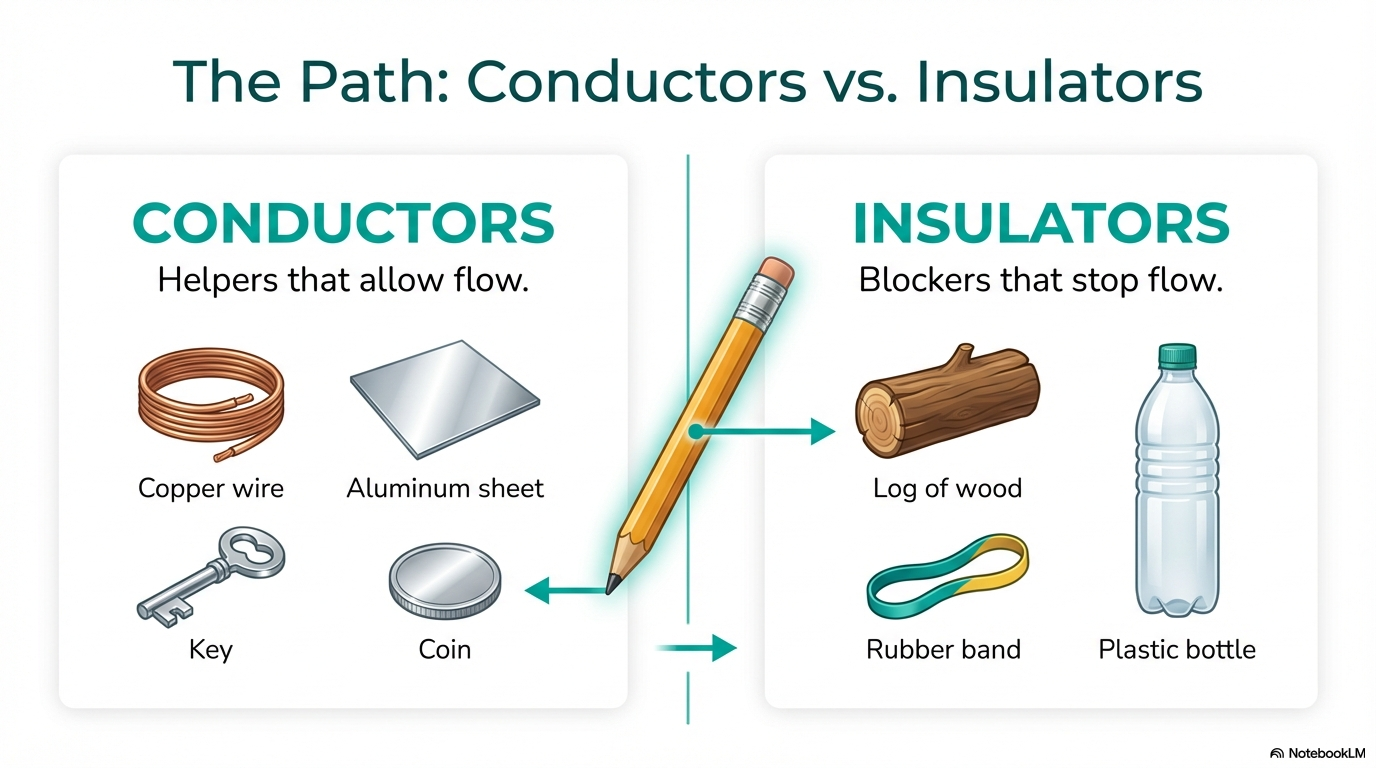 The Path: Conductors vs. Insulators
CONDUCTORS
Helpers that allow flow.
Copper wire
Aluminum sheet
Key
Coin
INSULATORS
Blockers that stop flow.
Log of wood
Rubber band
Plastic bottle
NotebookLM